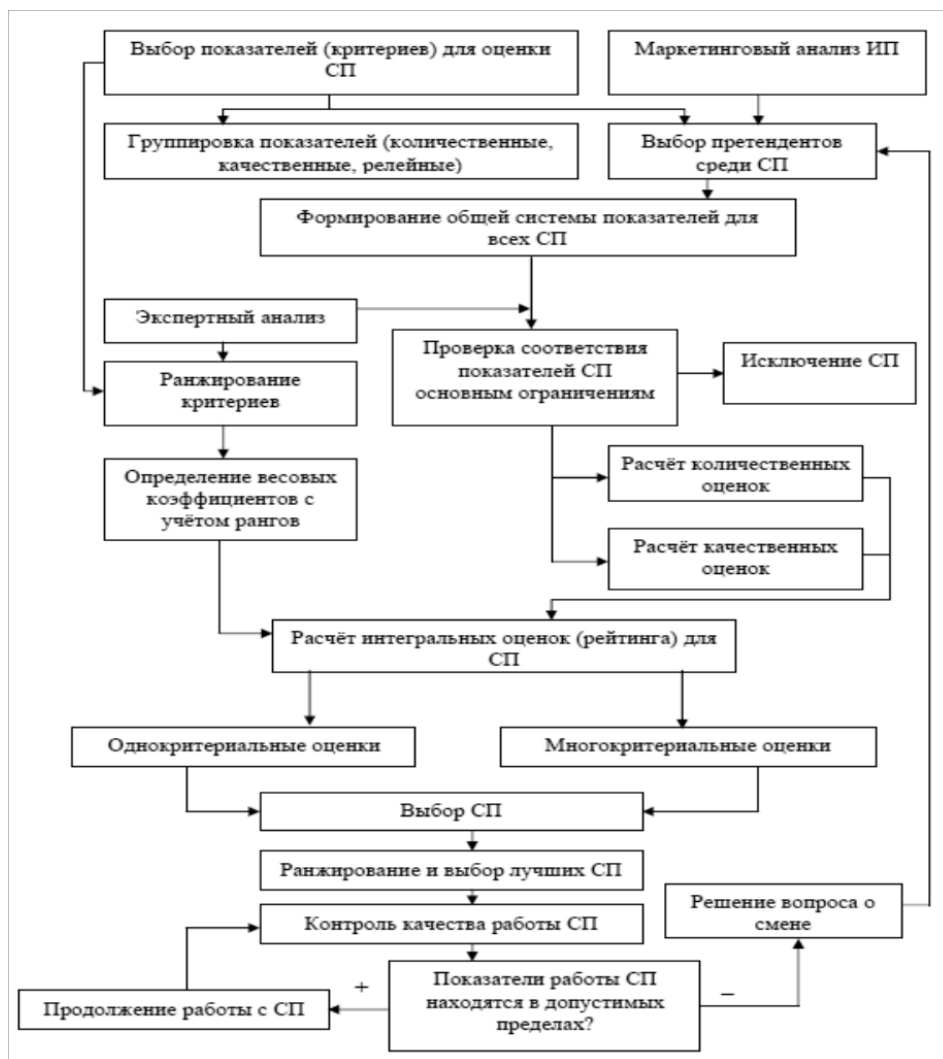 Выбор показателей (критериев) для оценки
СП
Маркетинговый анализ ИП
Группировка показателей (количественные,
качественные, релейные)
Выбор претендентов
среди СП
Формирование общей системы показателей для
всех СП
Экспертный анализ
Проверка соответствия
показателей СП
основным ограничениям
Исключение СП
Ранжирование
критериев
Определение весовых
коэффициентов с
учётом рангов
Расчёт количественных
оценок
Расчёт качественных
оценок
Расчёт интегральных оценок (рейтинга) для
СП
Однокритериальные оценки
Многокритериальные оценки
Выбор СП
Ранжирование и выбор лучших СП
Решение вопроса о
смене
Контроль качества работы СП
Показатели работы СП
находятся в допустимых
пределах?
+
–
Продолжение работы с СП